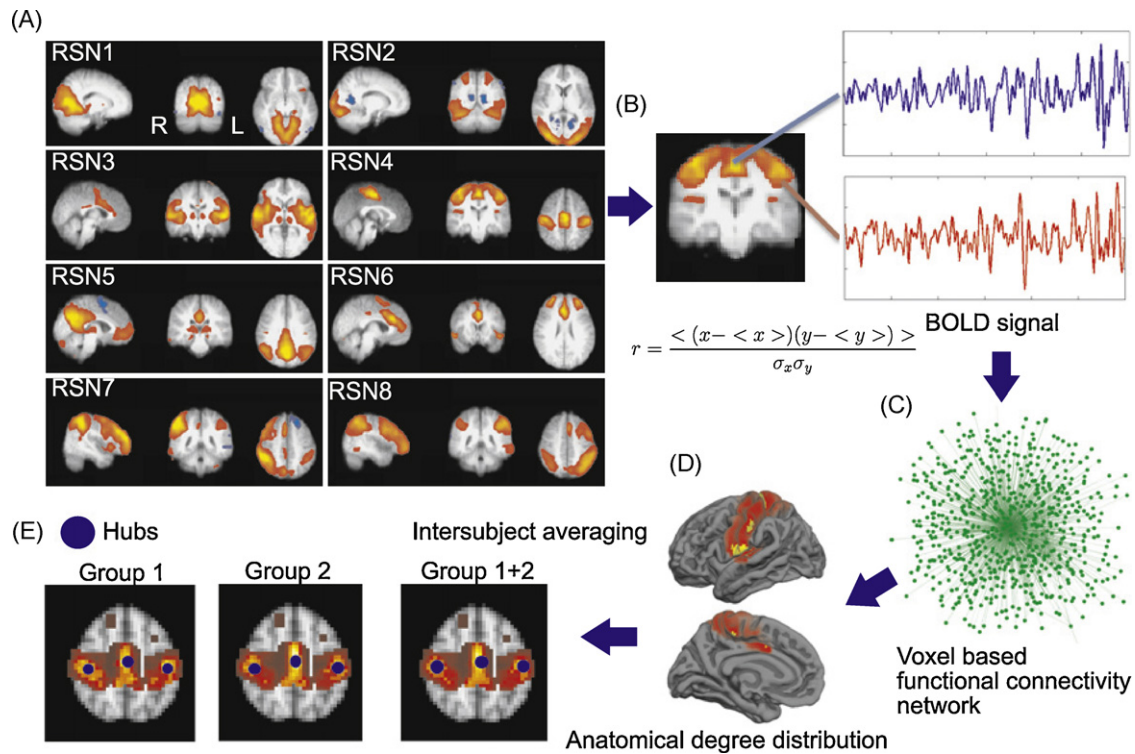 (A)
RSN1
RSN2
R L
RSN3
RSN4
RSN5
RSN6
RSN7
RSN8
(B)
BOLD signal
r = < (x− < x >)(y− < y >) > / σxσy
(C)
Voxel based
functional connectivity
network
(D)
Anatomical degree distribution
(E)
Hubs
Intersubject averaging
Group 1
Group 2
Group 1+2